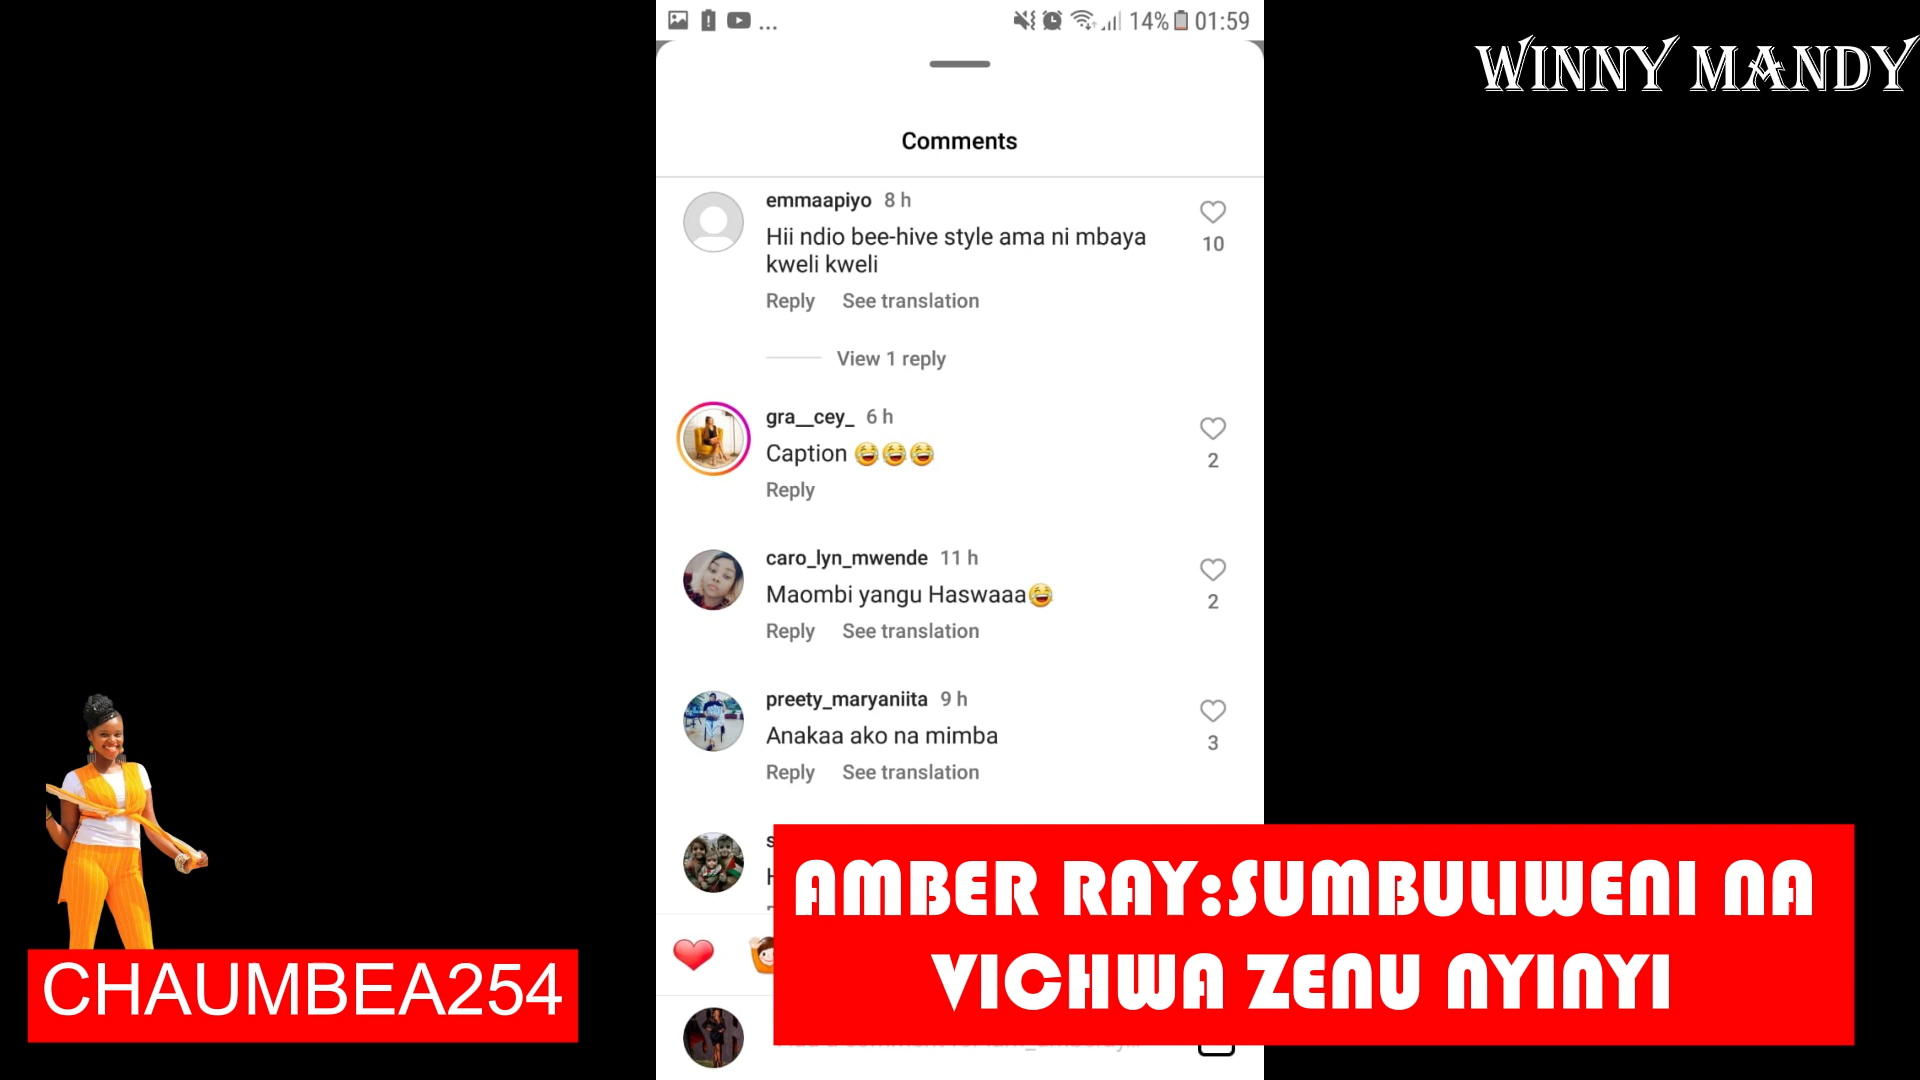 ... 14% 01:59
WINNY MANDY
Comments
emmaapiyo 8 h
Hii ndio bee-hive style ama ni mbaya
kweli kweli
10
Reply See translation
View 1 reply
gra__cey_ 6 h
Caption 😂😂😂
2
Reply
caro_lyn_mwende 11 h
Maombi yangu Haswaaa😂
2
Reply See translation
preety_maryaniita 9 h
Anakaa ako na mimba
3
Reply See translation
AMBER RAY:SUMBULIWENI NA
VICHWA ZENU NYINYI
CHAUMBEA254